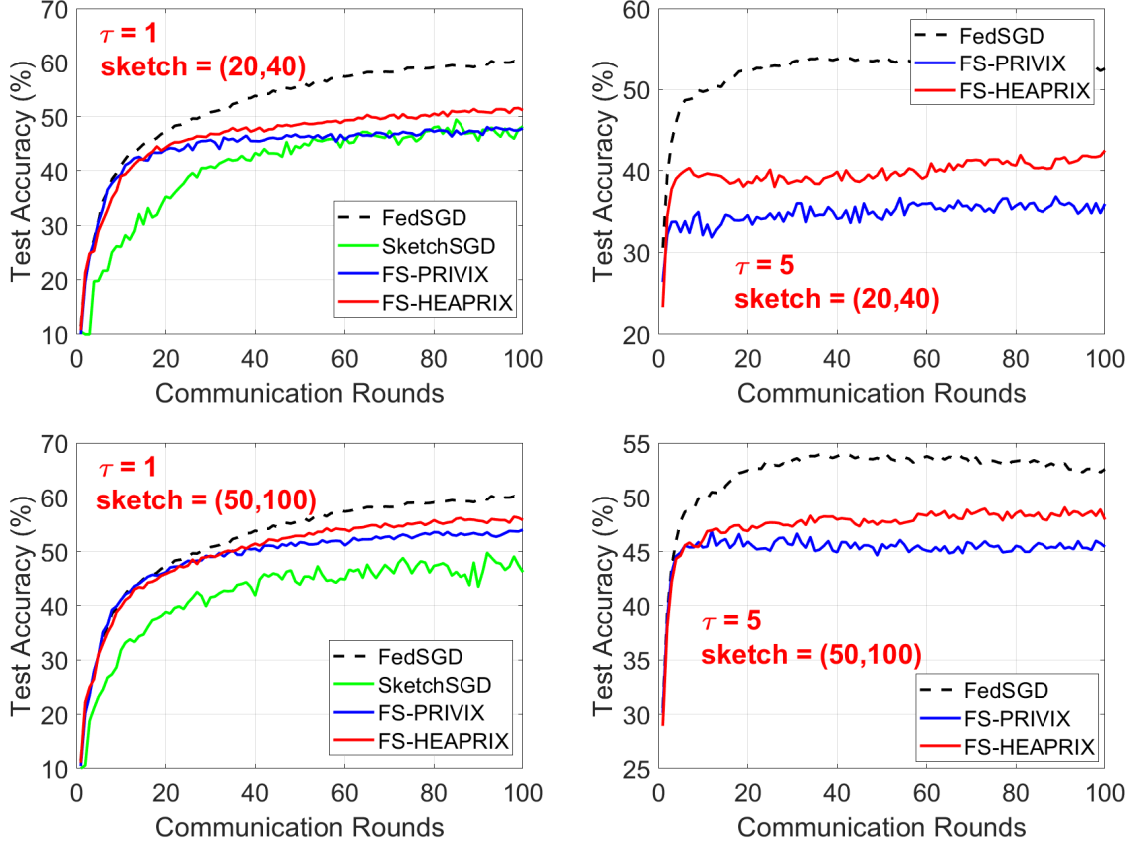 70
60
50
40
30
20
10
Test Accuracy (%)
τ = 1
sketch = (20,40)
FedSGD
SketchSGD
FS-PRIVIX
FS-HEAPRIX
0 20 40 60 80 100
Communication Rounds
60
50
40
30
20
Test Accuracy (%)
FedSGD
FS-PRIVIX
FS-HEAPRIX
τ = 5
sketch = (20,40)
0 20 40 60 80 100
Communication Rounds
70
60
50
40
30
20
10
Test Accuracy (%)
τ = 1
sketch = (50,100)
FedSGD
SketchSGD
FS-PRIVIX
FS-HEAPRIX
0 20 40 60 80 100
Communication Rounds
55
50
45
40
35
30
25
Test Accuracy (%)
τ = 5
sketch = (50,100)
FedSGD
FS-PRIVIX
FS-HEAPRIX
0 20 40 60 80 100
Communication Rounds